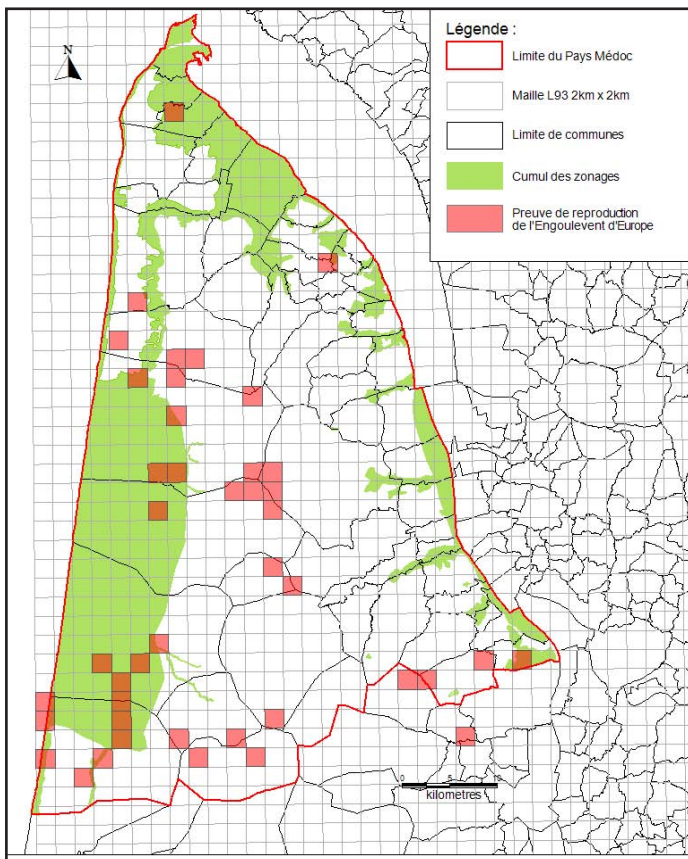 N
Légende :
Limite du Pays Médoc
Maille L93 2km x 2km
Limite de communes
Cumul des zonages
Preuve de reproduction
de l'Engoulevent d'Europe
0 5 10
kilometres